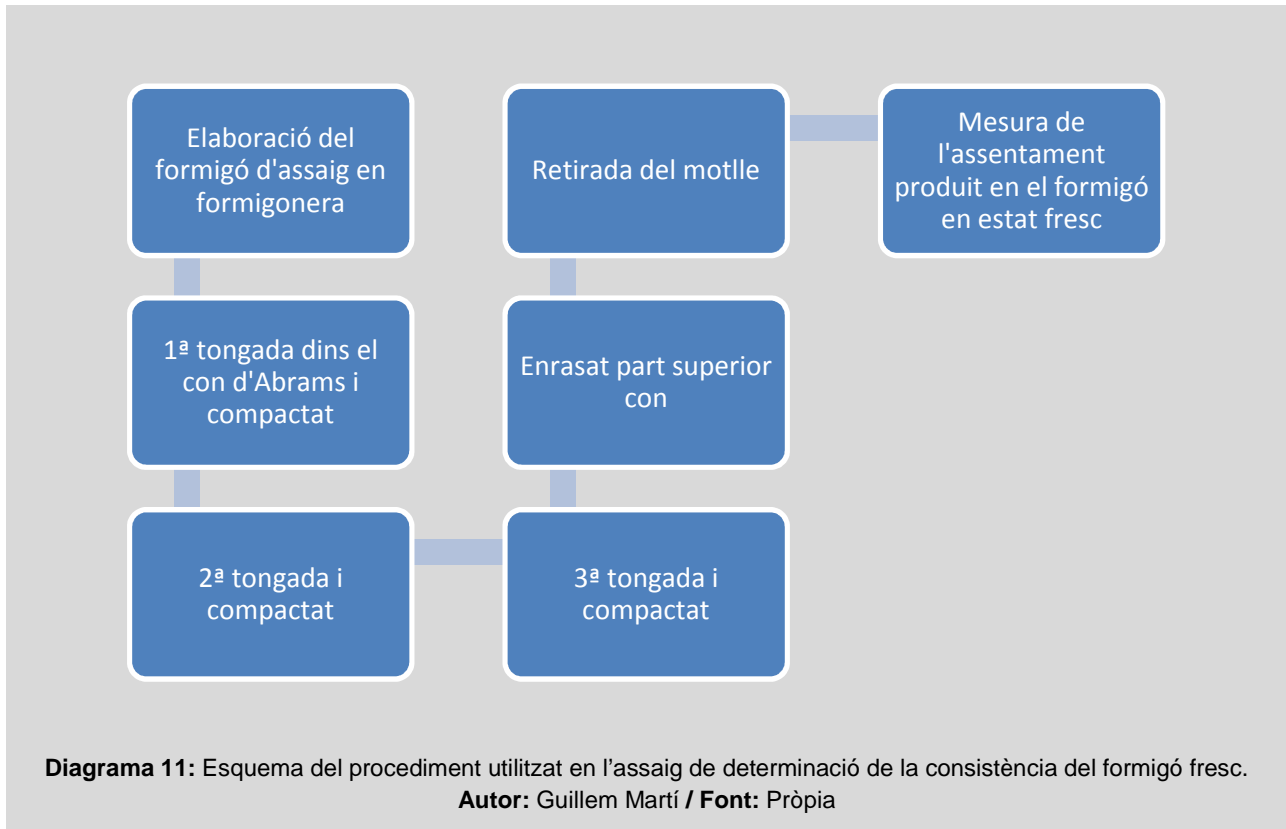 Elaboració del
formigó d'assaig en
formigonera
1ª tongada dins el
con d'Abrams i
compactat
2ª tongada i
compactat
3ª tongada i
compactat
Enrasat part superior
con
Retirada del motlle
Mesura de
l'assentament
produit en el formigó
en estat fresc
Diagrama 11: Esquema del procediment utilitzat en l’assaig de determinació de la consistència del formigó fresc.
Autor: Guillem Martí / Font: Pròpia